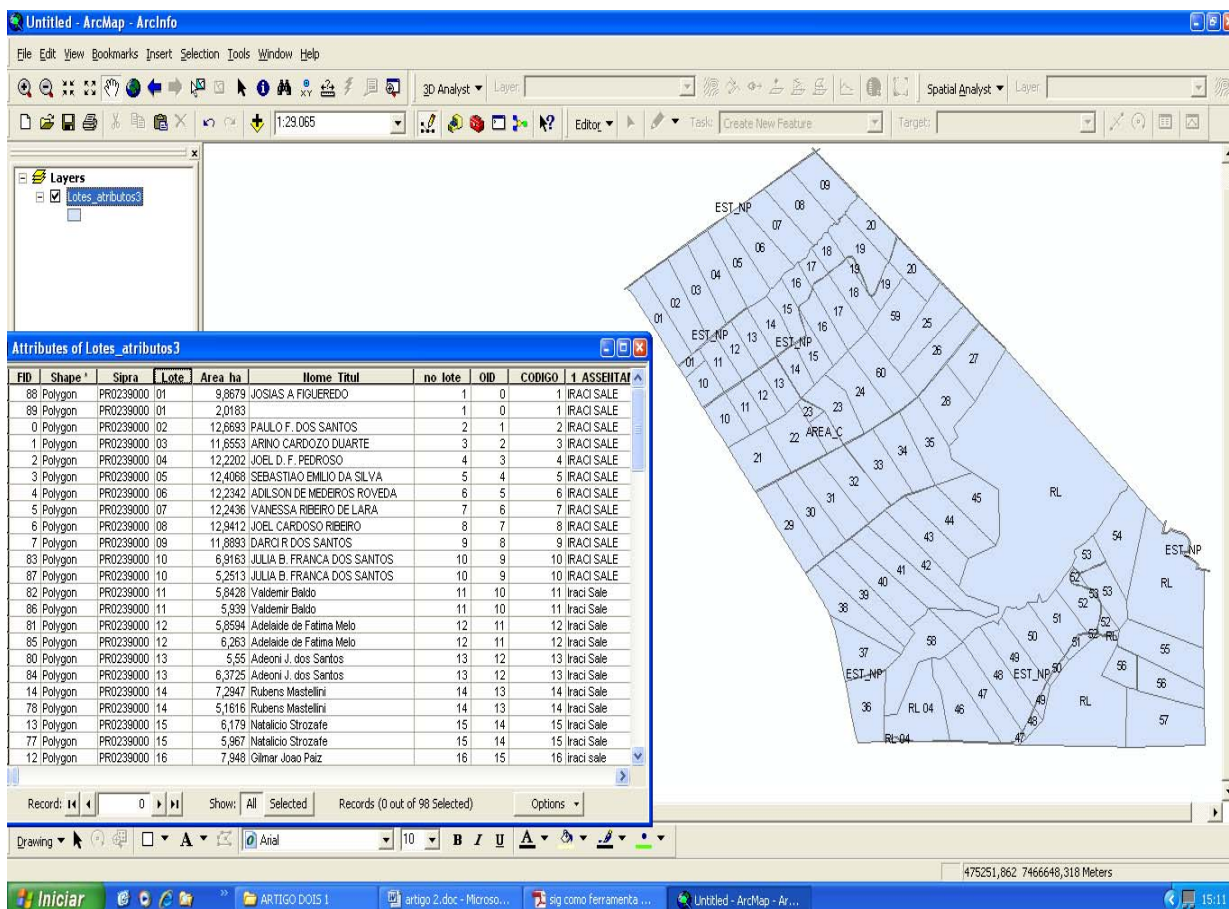 Untitled - ArcMap - ArcInfo
File Edit View Bookmarks Insert Selection Tools Window Help
3D Analyst Layer: Spatial Analyst Layer:
1:29.065 Editor Task: Create New Feature Target:
Layers
Lotes_atributos3
Attributes of Lotes_atributos3
FID Shape * Sipra Lote Area_ha Nome_Titul no_lote OID CODIGO
88 Polygon PR0239000 01 9,8679 JOSIAS A FIGUEREDO 1 0 1 IRACI SALE
89 Polygon PR0239000 01 2,0183 1 0 1 IRACI SALE
0 Polygon PR0239000 02 12,6693 PAULO F. DOS SANTOS 2 1 2 IRACI SALE
1 Polygon PR0239000 03 11,6553 ARINO CARDOZO DUARTE 3 2 3 IRACI SALE
2 Polygon PR0239000 04 12,2202 JOEL D. F. PEDROSO 4 3 4 IRACI SALE
3 Polygon PR0239000 05 12,4068 SEBASTIAO EMILIO DA SILVA 5 4 5 IRACI SALE
4 Polygon PR0239000 06 12,2342 ADILSON DE MEDEIROS ROVEDA 6 5 6 IRACI SALE
5 Polygon PR0239000 07 12,2436 VANESSA RIBEIRO DE LARA 7 6 7 IRACI SALE
6 Polygon PR0239000 08 12,9412 JOEL CARDOSO RIBEIRO 8 7 8 IRACI SALE
7 Polygon PR0239000 09 11,8893 DARCI R DOS SANTOS 9 8 9 IRACI SALE
83 Polygon PR0239000 10 6,9163 JULIA B. FRANCA DOS SANTOS 10 9 10 IRACI SALE
87 Polygon PR0239000 10 5,2513 JULIA B. FRANCA DOS SANTOS 10 9 10 IRACI SALE
82 Polygon PR0239000 11 5,8428 Valdemir Baldo 11 10 11 Iraci Sale
86 Polygon PR0239000 11 5,939 Valdemir Baldo 11 10 11 Iraci Sale
81 Polygon PR0239000 12 5,8594 Adelaide de Fatima Melo 12 11 12 Iraci Sale
85 Polygon PR0239000 12 6,263 Adelaide de Fatima Melo 12 11 12 Iraci Sale
80 Polygon PR0239000 13 5,55 Adeoni J. dos Santos 13 12 13 Iraci Sale
84 Polygon PR0239000 13 6,3725 Adeoni J. dos Santos 13 12 13 Iraci Sale
14 Polygon PR0239000 14 7,2947 Rubens Mastellini 14 13 14 Iraci Sale
78 Polygon PR0239000 14 5,1616 Rubens Mastellini 14 13 14 Iraci Sale
13 Polygon PR0239000 15 6,179 Natalicio Strozafe 15 14 15 Iraci Sale
77 Polygon PR0239000 15 5,967 Natalicio Strozafe 15 14 15 Iraci Sale
12 Polygon PR0239000 16 7,948 Gilmar Joao Paiz 16 15 16 iraci sale
Record: 0 Show: All Selected Records (0 out of 98 Selected) Options
09
EST_NP 08
07 20
06 18 19
05 17 19 20
04 16 18 19
03 15 17 59 25
02 14 16 26
01 EST_NP 13 EST_NP 15 27
01 11 12 14 60
10 13 24 28
12 23 23
10 11 22 AREA_C 35
21 34
33
32 45 RL
31 44
30 43 54
29 42 53 EST_NP
41 52 RL
40 53 53
39 52
38 51 52
58 50 51 52 RL
37 49 50 55
EST_NP 48 EST_NP 56
47 49 56
36 RL 04 46 48 RL 57
RL 04 47
Drawing Arial 10 B I U A
475251,862 7466648,318 Meters
Iniciar ARTIGO DOIS 1 artigo 2.doc - Microso... sig como ferramenta ... Untitled - ArcMap - Ar... 15:11